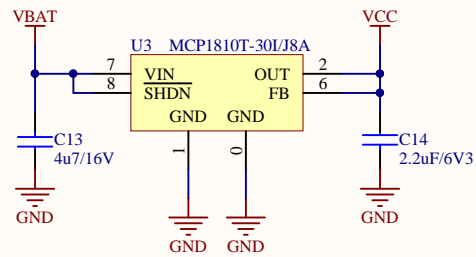 VBAT
VCC
U3 MCP1810T-30I/J8A
7 VIN OUT 2
8 SHDN FB 6
GND GND
C13
4u7/16V
C14
2.2uF/6V3
1 0
GND
GND
GND GND